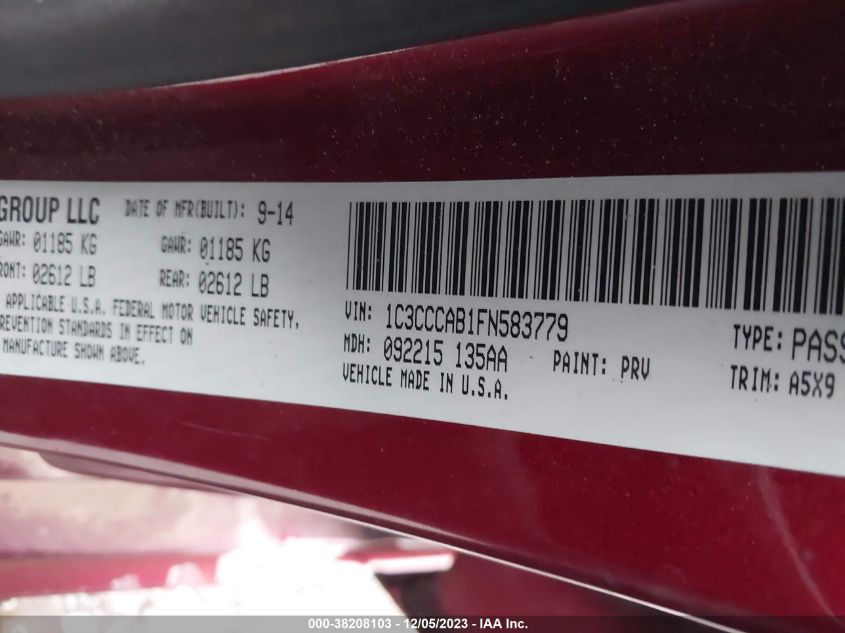 GROUP LLC DATE OF MFR(BUILT): 9-14
GAWR: 01185 KG GAWR: 01185 KG
RONT: 02612 LB REAR: 02612 LB
APPLICABLE U.S.A. FEDERAL MOTOR VEHICLE SAFETY,
REVENTION STANDARDS IN EFFECT ON
MANUFACTURE SHOWN ABOVE.
VIN: 1C3CCCAB1FN583779 TYPE: PASS
MDH: 092215 135AA PAINT: PRV TRIM: A5X9
VEHICLE MADE IN U.S.A.
000-38208103 - 12/05/2023 - IAA Inc.